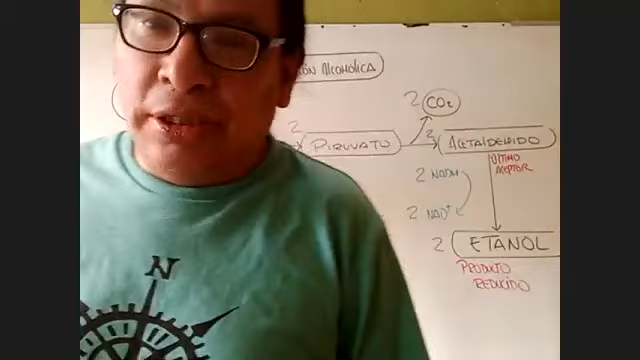 ÓN ALCOHÓLICA
2 CO2
2 PIRUVATO
2 ACETALDEHIDO
ÚLTIMO
ACEPTOR
2 NADH
2 NAD+
2 ETANOL
PRODUCTO
REDUCIDO
N